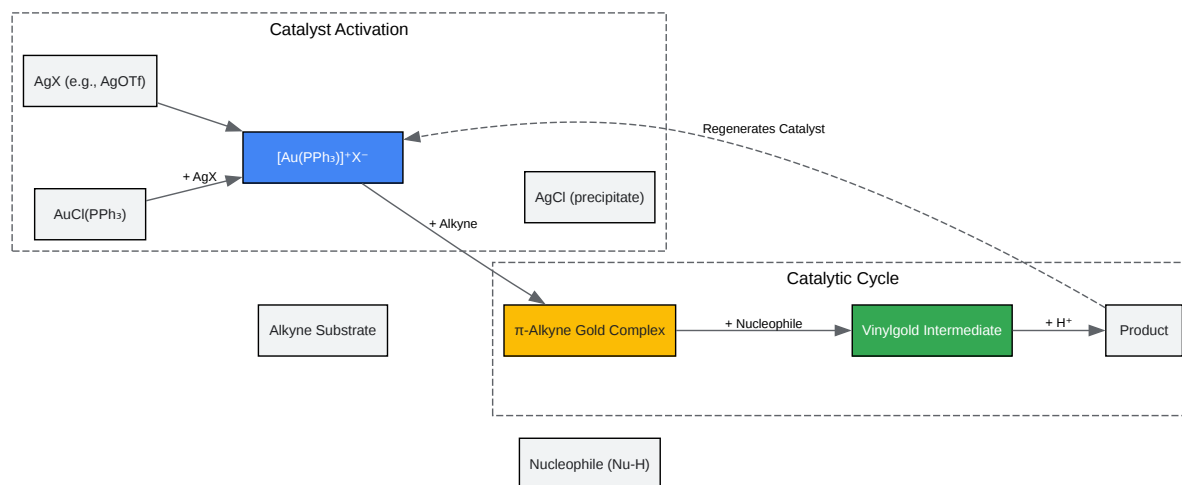 Catalyst Activation
AgX (e.g., AgOTf)
Regenerates Catalyst
[Au(PPh₃)]⁺X⁻
+ AgX
AgCl (precipitate)
AuCl(PPh₃)
+ Alkyne
Catalytic Cycle
Alkyne Substrate
π-Alkyne Gold Complex
+ Nucleophile
Vinylgold Intermediate
+ H⁺
Product
Nucleophile (Nu-H)